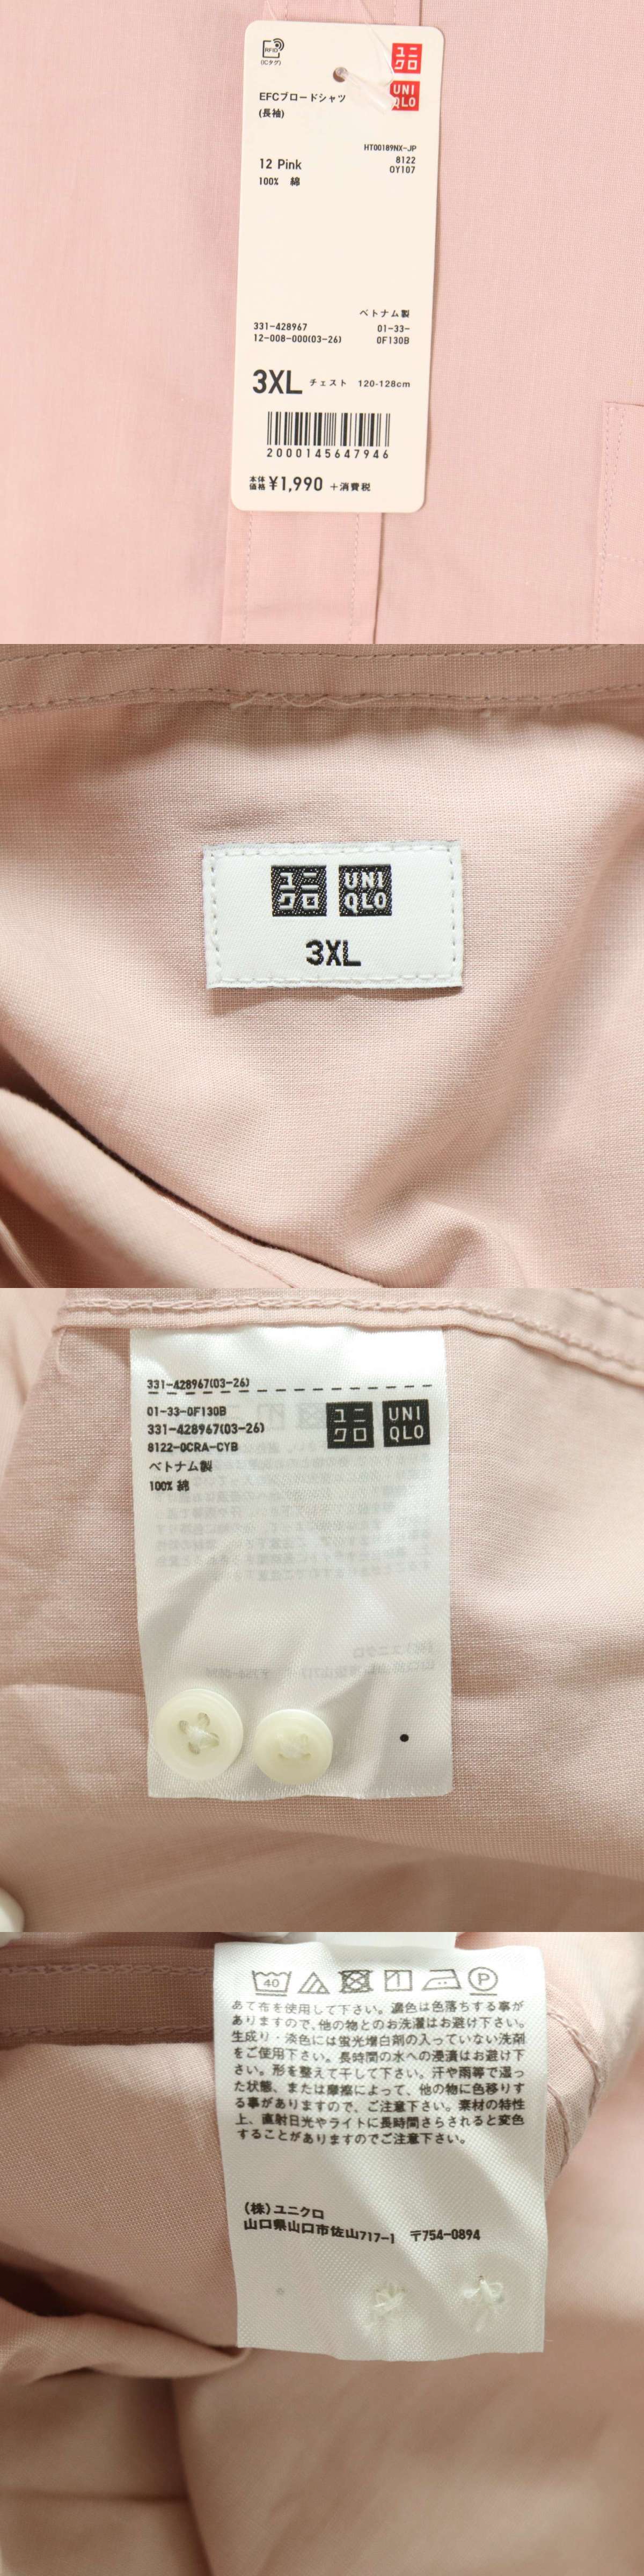 RFID
(ICタグ)
ユニ
クロ
UNI
QLO
EFCブロードシャツ
(長袖)
HT00189NX-JP
12 Pink
8122
100% 綿
OY107
ベトナム製
331-428967
01-33-
12-008-000(03-26)
0F130B
3XL チェスト 120-128cm
2000145647946
本体価格 ¥1,990 +消費税
ユニ
クロ
UNI
QLO
3XL
331-428967(03-26)
01-33-0F130B
331-428967(03-26)
8122-0CRA-CYB
ベトナム製
100% 綿
ユニ
クロ
UNI
QLO
40
P
あて布を使用して下さい。濃色は色落ちする事が
ありますので、他の物とのお洗濯はお避け下さい。
生成り・淡色には蛍光増白剤の入っていない洗剤
をご使用下さい。長時間の水への浸漬はお避け下
さい。形を整えて干して下さい。汗や雨等で湿っ
た状態、または摩擦によって、他の物に色移りす
る事がありますので、ご注意下さい。素材の特性
上、直射日光やライトに長時間さらされると変色
することがありますのでご注意下さい。
(株)ユニクロ
山口県山口市佐山717-1 〒754-0894